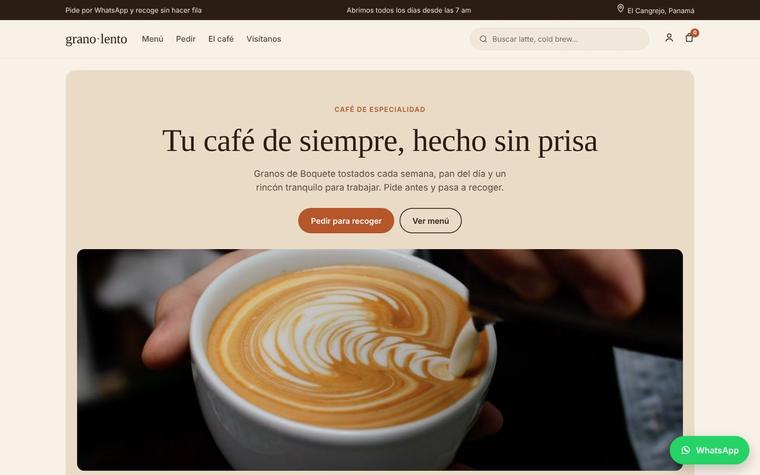 Pide por WhatsApp y recoge sin hacer fila
Abrimos todos los días desde las 7 am
El Cangrejo, Panamá
grano·lento
Menú
Pedir
El café
Visítanos
Buscar latte, cold brew...
0
CAFÉ DE ESPECIALIDAD
Tu café de siempre, hecho sin prisa
Granos de Boquete tostados cada semana, pan del día y un
rincón tranquilo para trabajar. Pide antes y pasa a recoger.
Pedir para recoger
Ver menú
WhatsApp